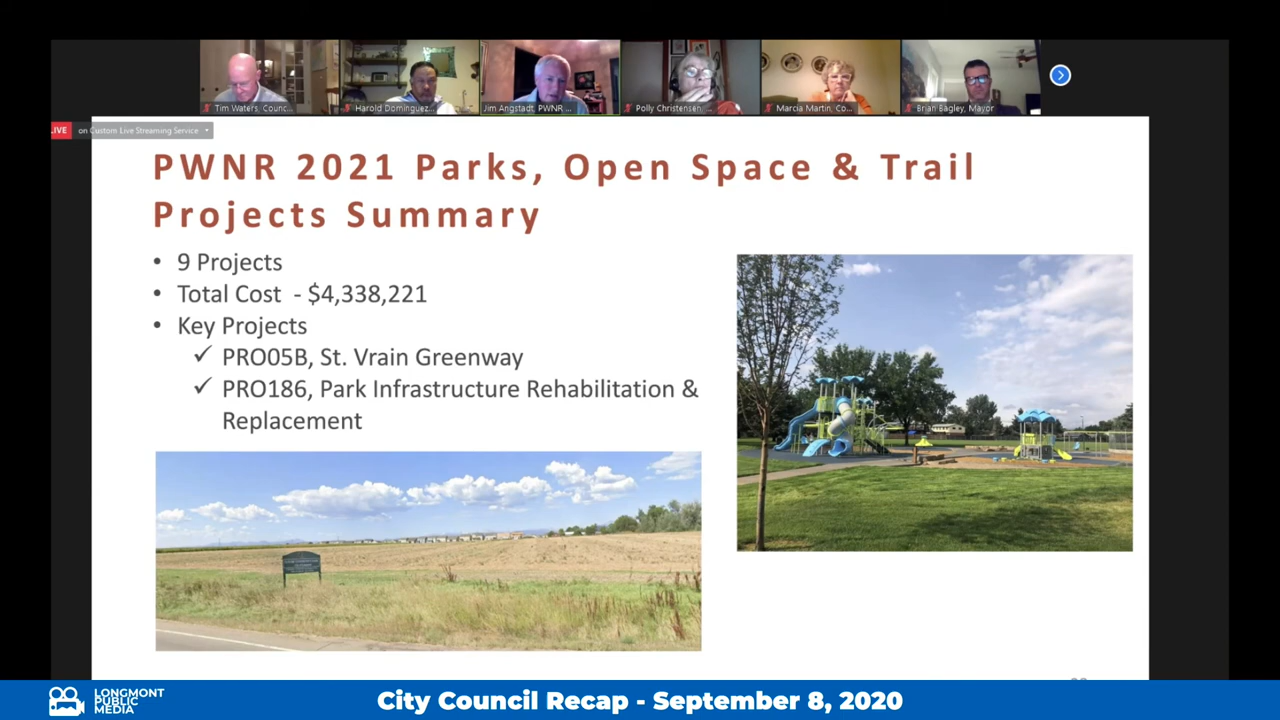 Tim Waters, Counc...
Harold Dominguez...
Jim Angstadt, PWNR ...
Polly Christensen, ...
Marcia Martin, Co...
Brian Bagley, Mayor
LIVE on Custom Live Streaming Service
PWNR 2021 Parks, Open Space & Trail
Projects Summary
• 9 Projects
• Total Cost - $4,338,221
• Key Projects
✓ PRO05B, St. Vrain Greenway
✓ PRO186, Park Infrastructure Rehabilitation &
Replacement
LONGMONT
PUBLIC
MEDIA
City Council Recap - September 8, 2020